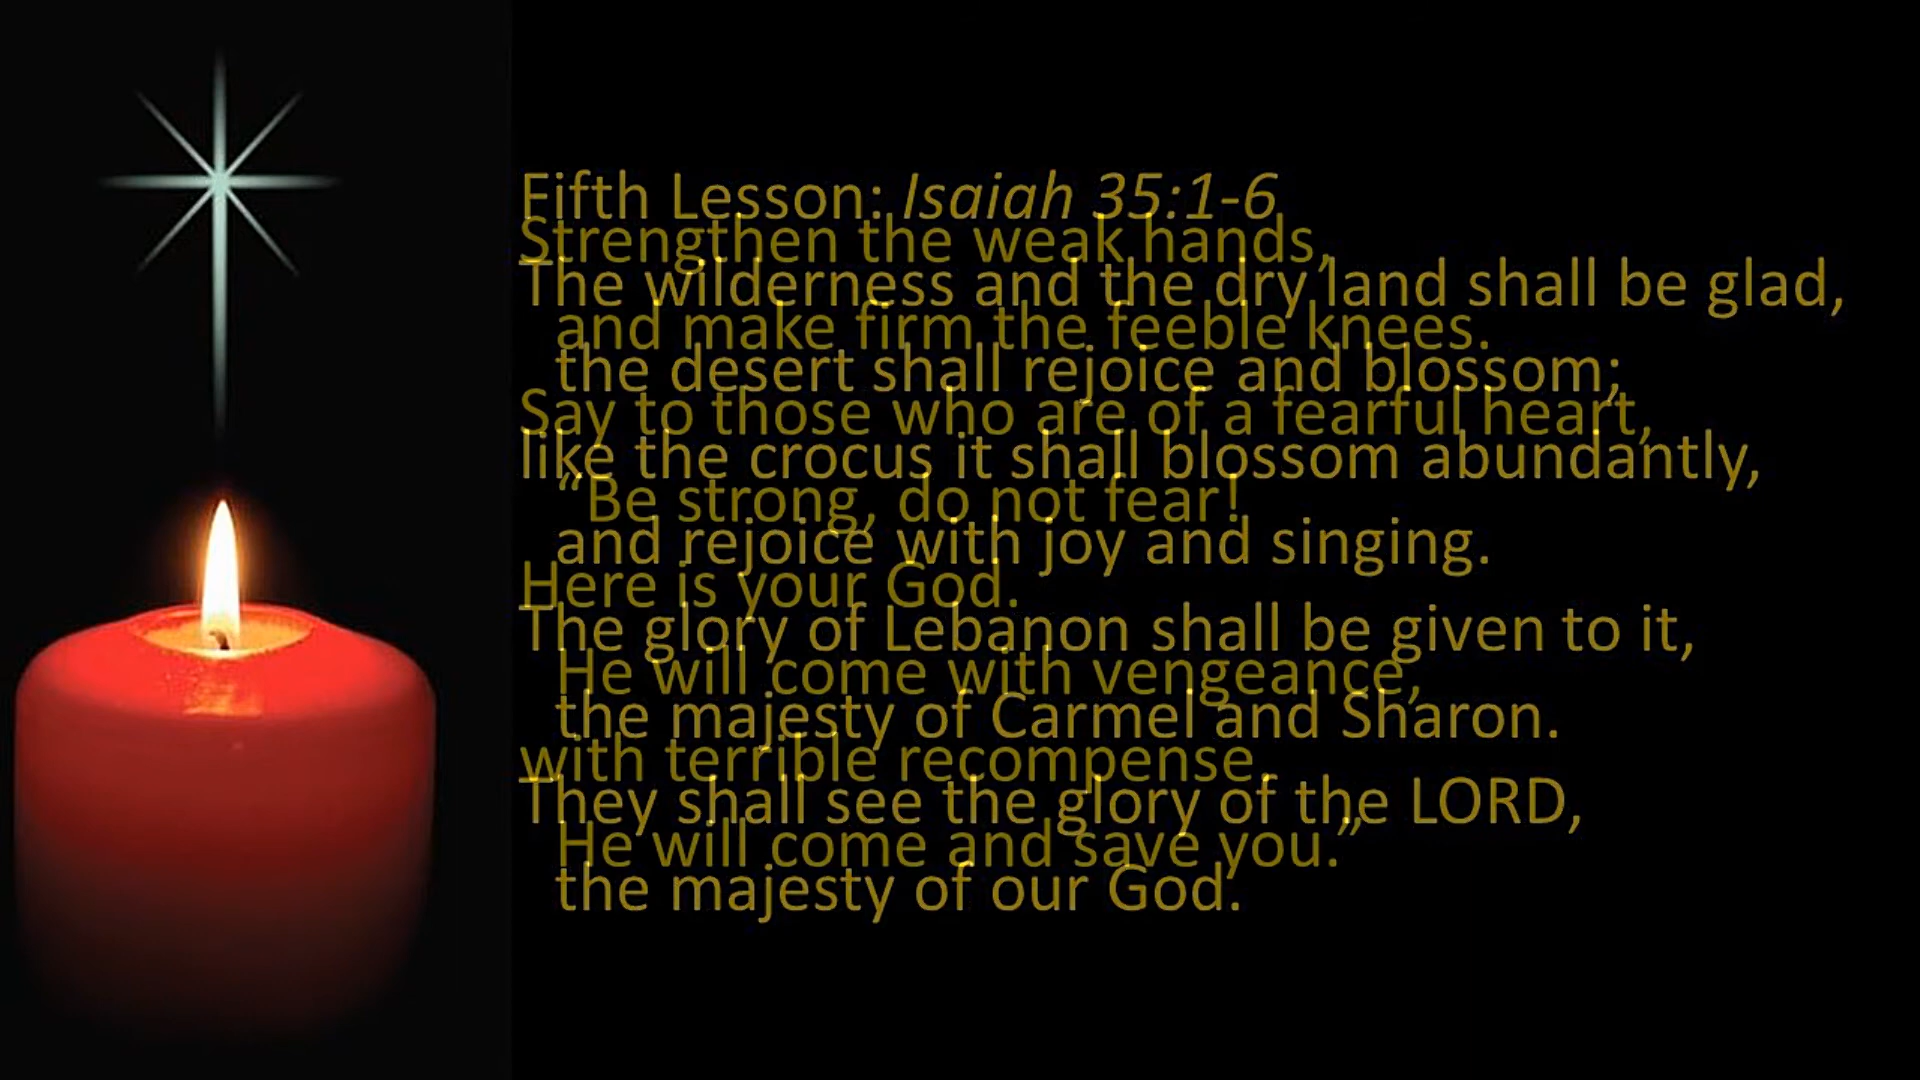 Fifth Lesson: Isaiah 35:1-6
Strengthen the weak hands,
The wilderness and the dry land shall be glad,
and make firm the feeble knees.
the desert shall rejoice and blossom;
Say to those who are of a fearful heart,
like the crocus it shall blossom abundantly,
“Be strong, do not fear!
and rejoice with joy and singing.
Here is your God.
The glory of Lebanon shall be given to it,
He will come with vengeance,
the majesty of Carmel and Sharon.
with terrible recompense.
They shall see the glory of the LORD,
He will come and save you.”
the majesty of our God.